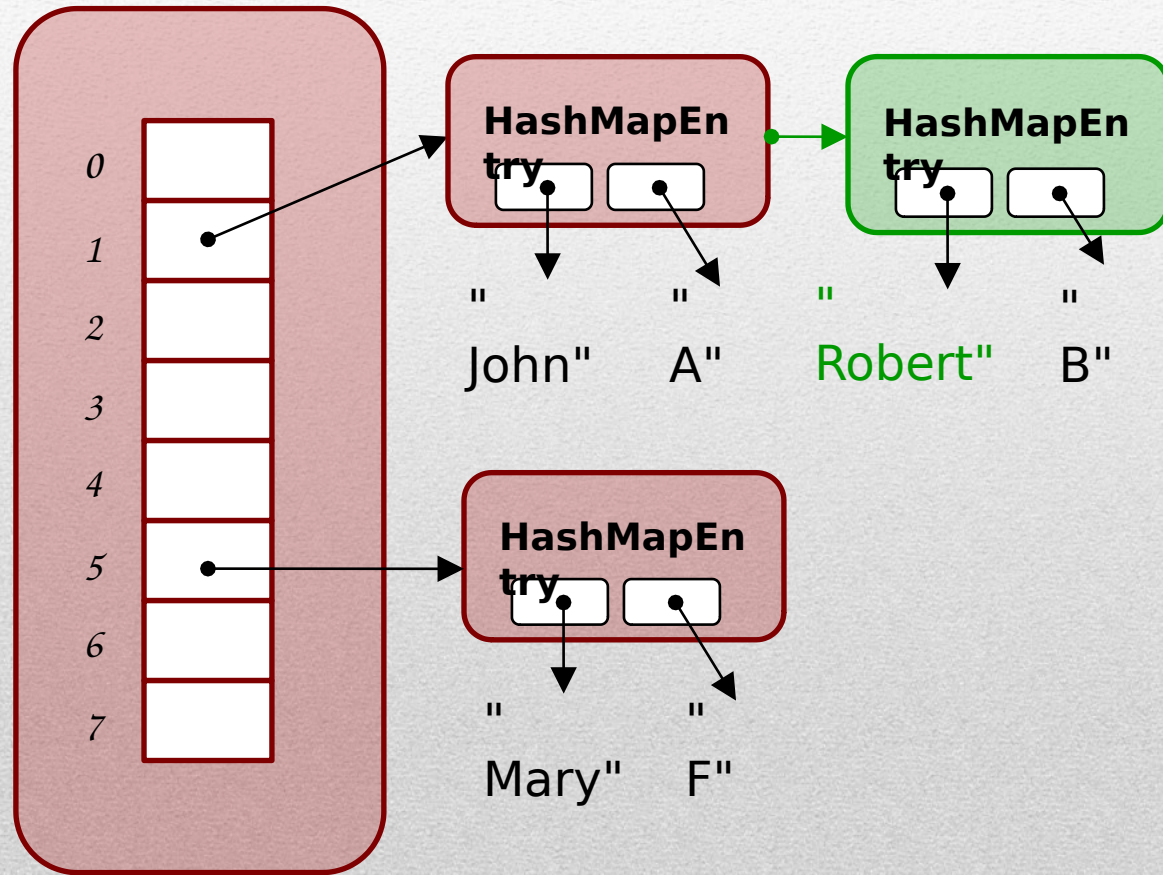 0
1
2
3
4
5
6
7
HashMapEn
try
"
John"
"
A"
HashMapEn
try
"
Robert"
"
B"
HashMapEn
try
"
Mary"
"
F"